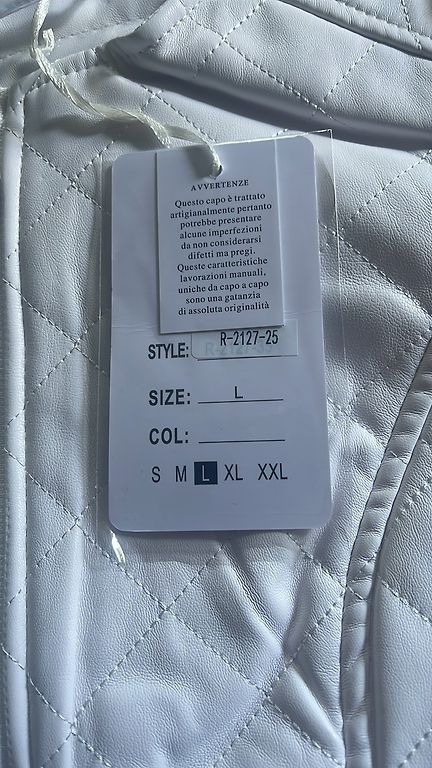 AVVERTENZE
Questo capo è trattato
artigianalmente pertanto
potrebbe presentare
alcune imperfezioni
da non considerarsi
difetti ma pregi.
Queste caratteristiche
lavorazioni manuali,
uniche da capo a capo
sono una gatanzia
di assoluta originalità
STYLE: R-2127-25
SIZE: L
COL:
S M L XL XXL